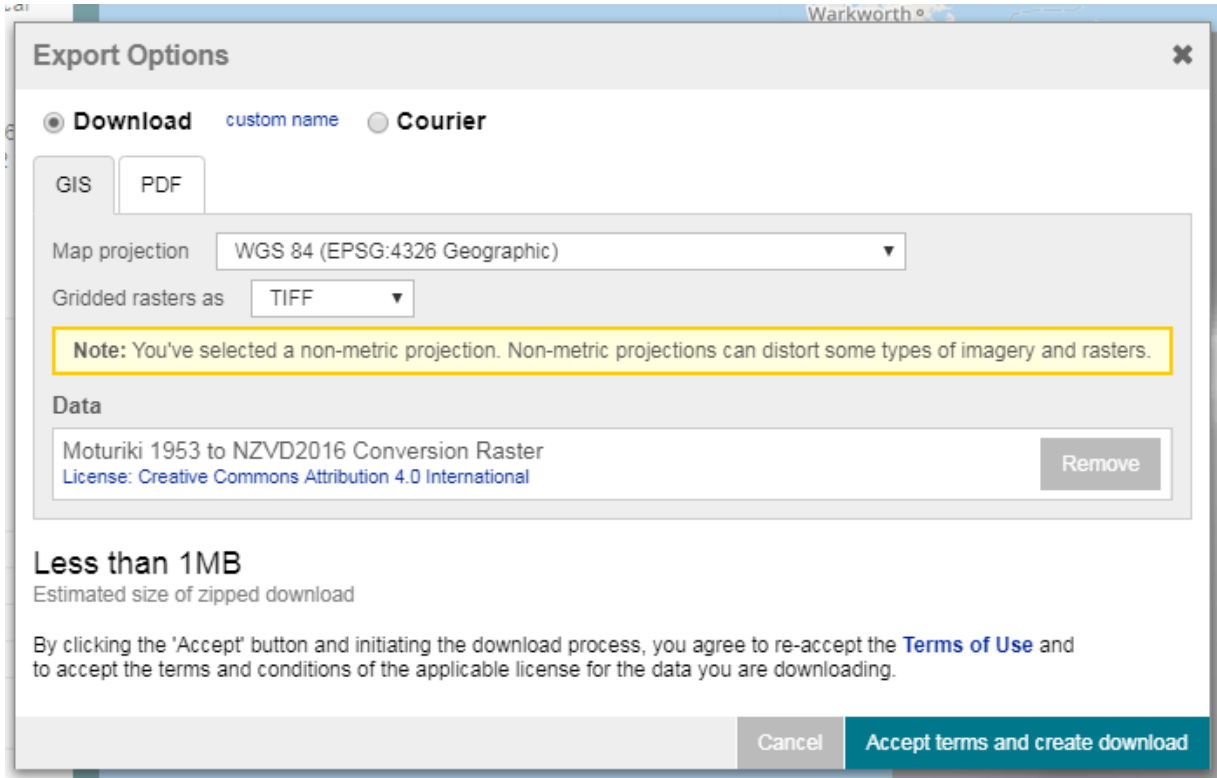 Warkworth
Export Options
Download custom name Courier
GIS PDF
Map projection WGS 84 (EPSG:4326 Geographic)
Gridded rasters as TIFF
Note: You've selected a non-metric projection. Non-metric projections can distort some types of imagery and rasters.
Data
Moturiki 1953 to NZVD2016 Conversion Raster
License: Creative Commons Attribution 4.0 International
Remove
Less than 1MB
Estimated size of zipped download
By clicking the 'Accept' button and initiating the download process, you agree to re-accept the Terms of Use and
to accept the terms and conditions of the applicable license for the data you are downloading.
Cancel Accept terms and create download